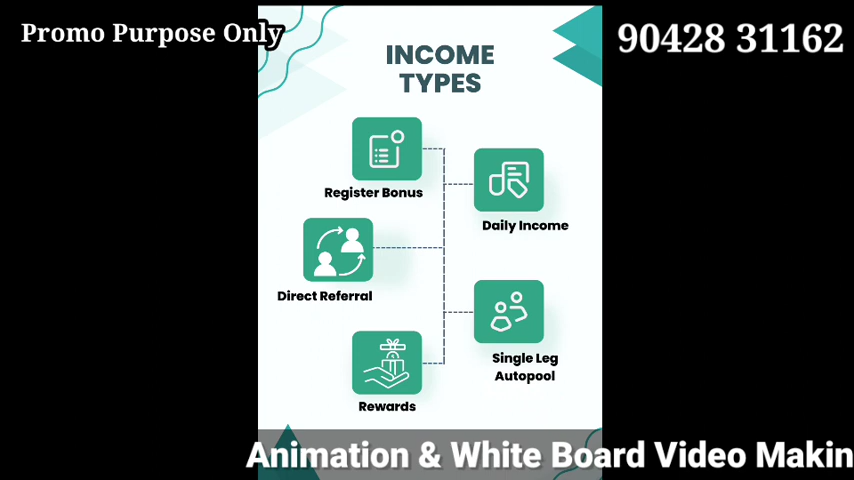 Promo Purpose Only
90428 31162
INCOME
TYPES
Register Bonus
Daily Income
Direct Referral
Single Leg
Autopool
Rewards
Animation & White Board Video Makin